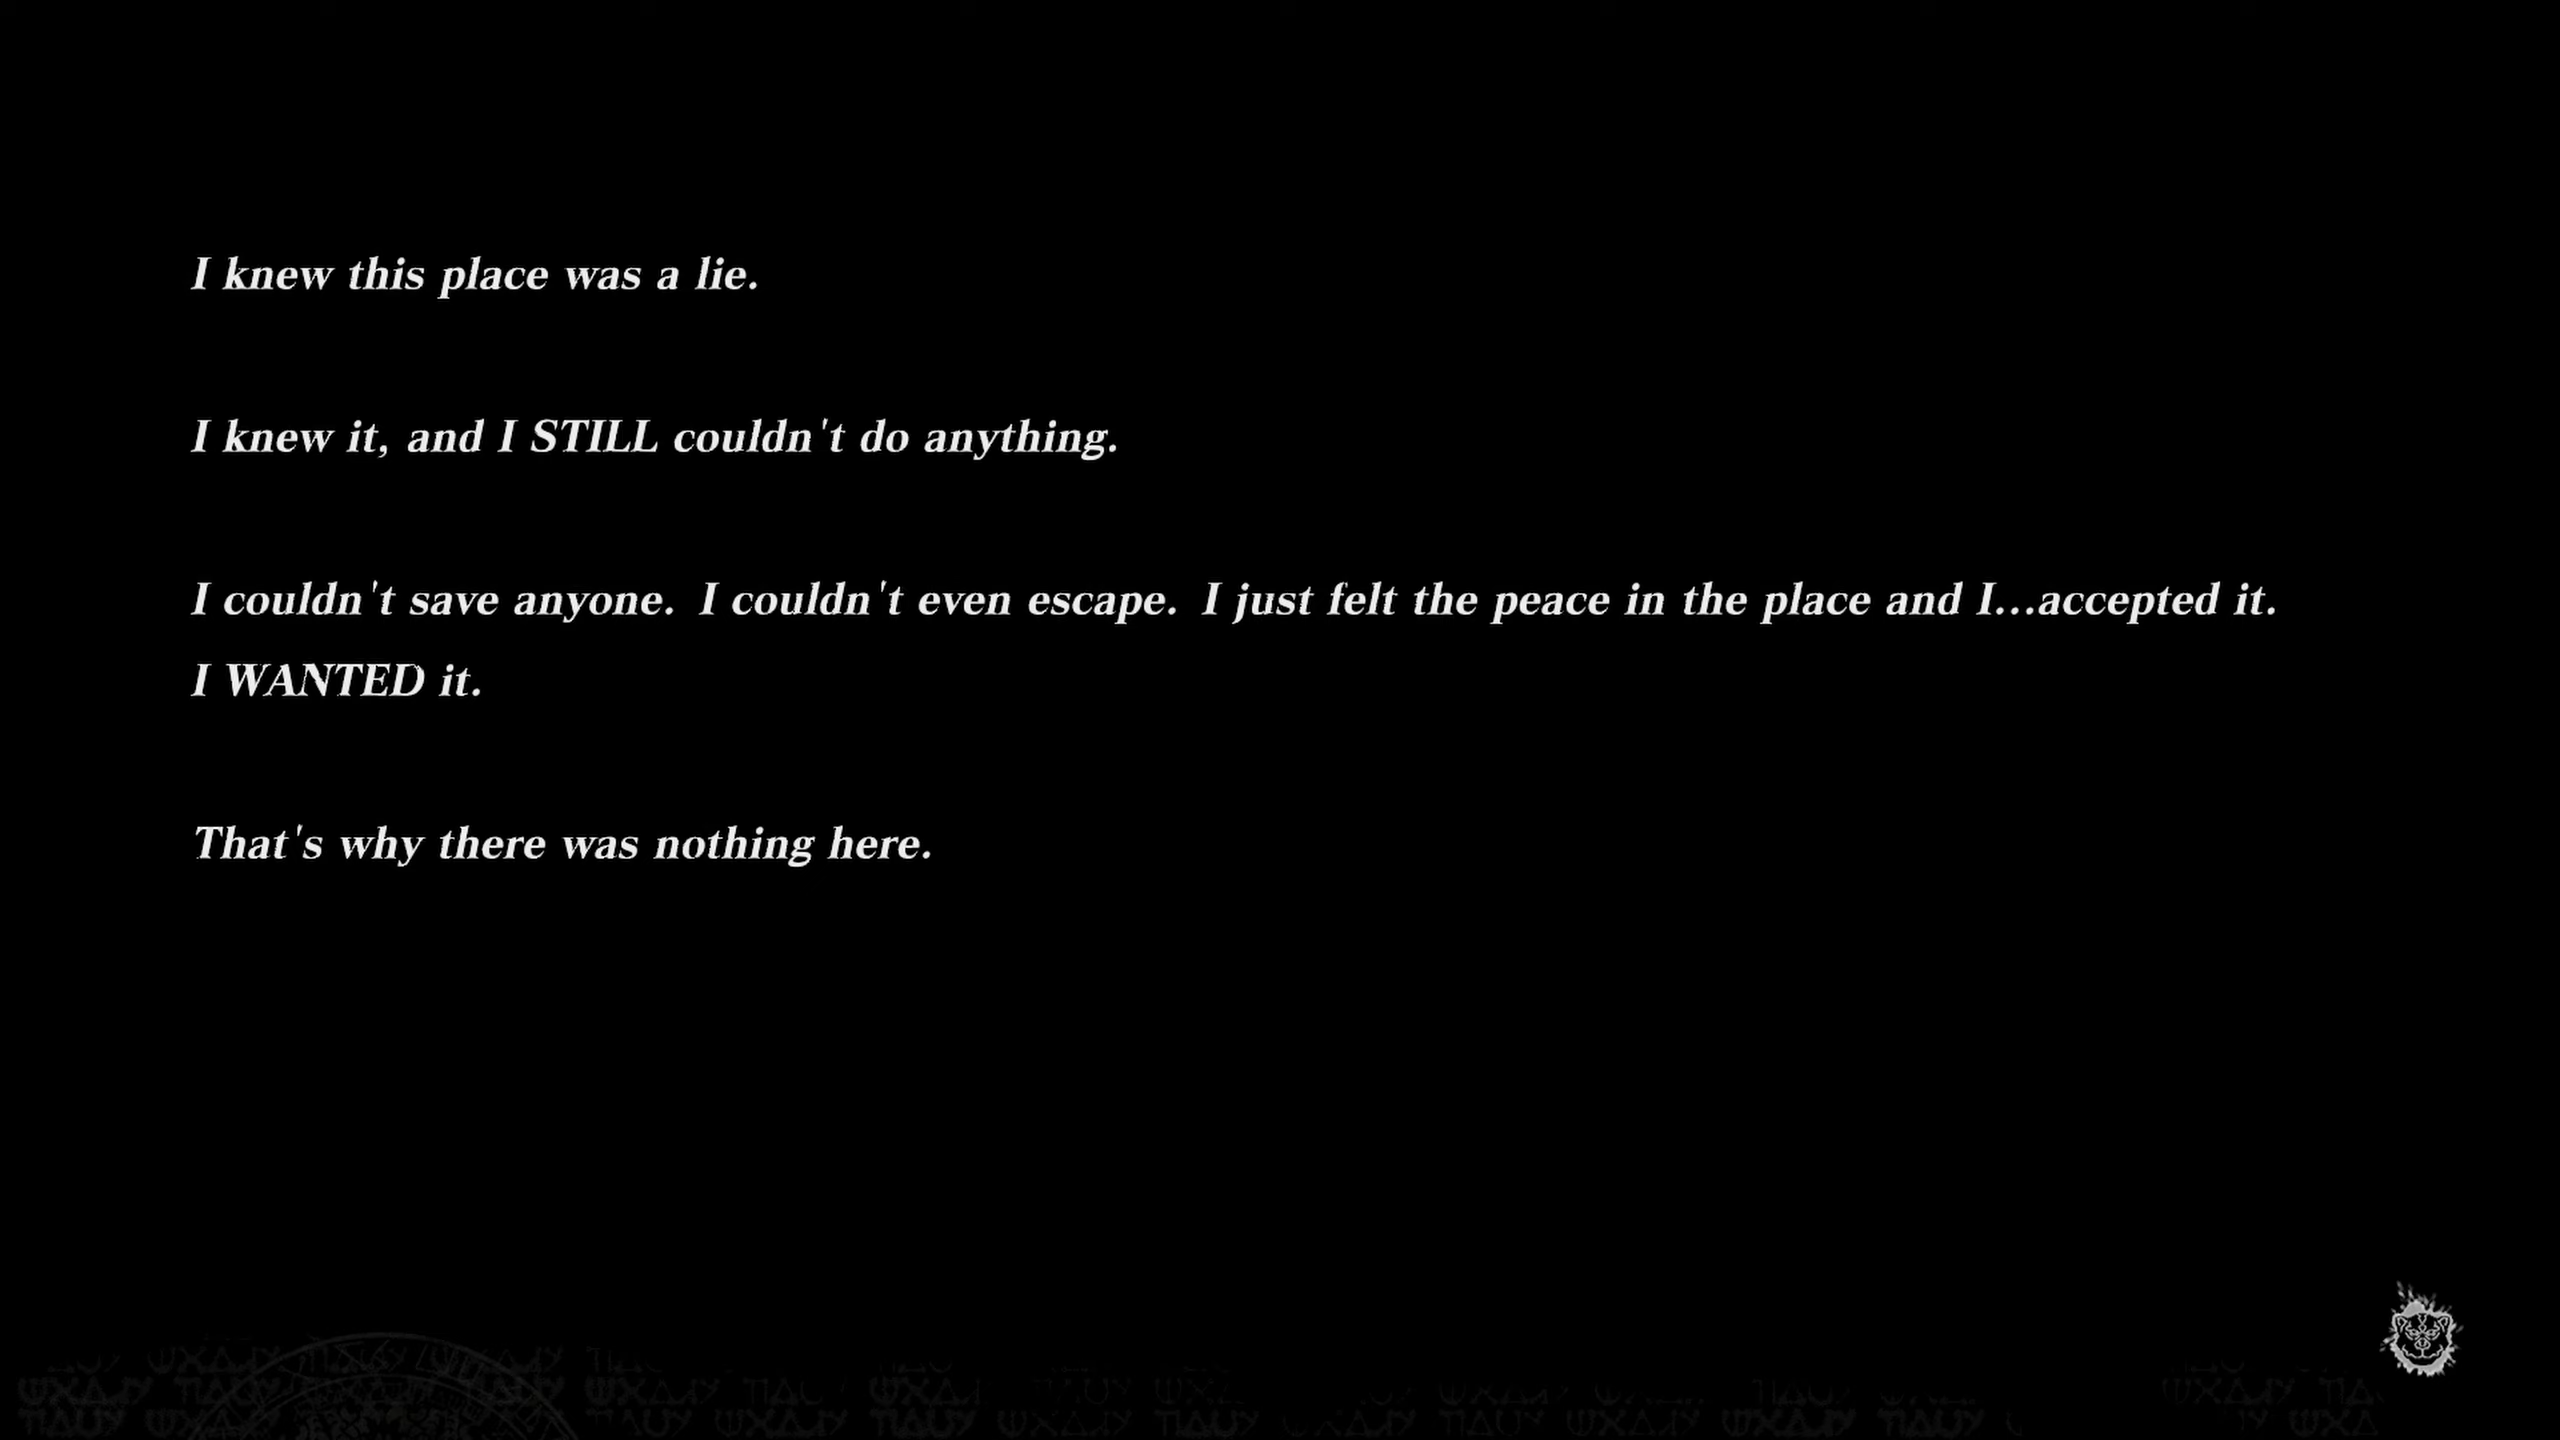 I knew this place was a lie.
I knew it, and I STILL couldn't do anything.
I couldn't save anyone. I couldn't even escape. I just felt the peace in the place and I...accepted it.
I WANTED it.
That's why there was nothing here.